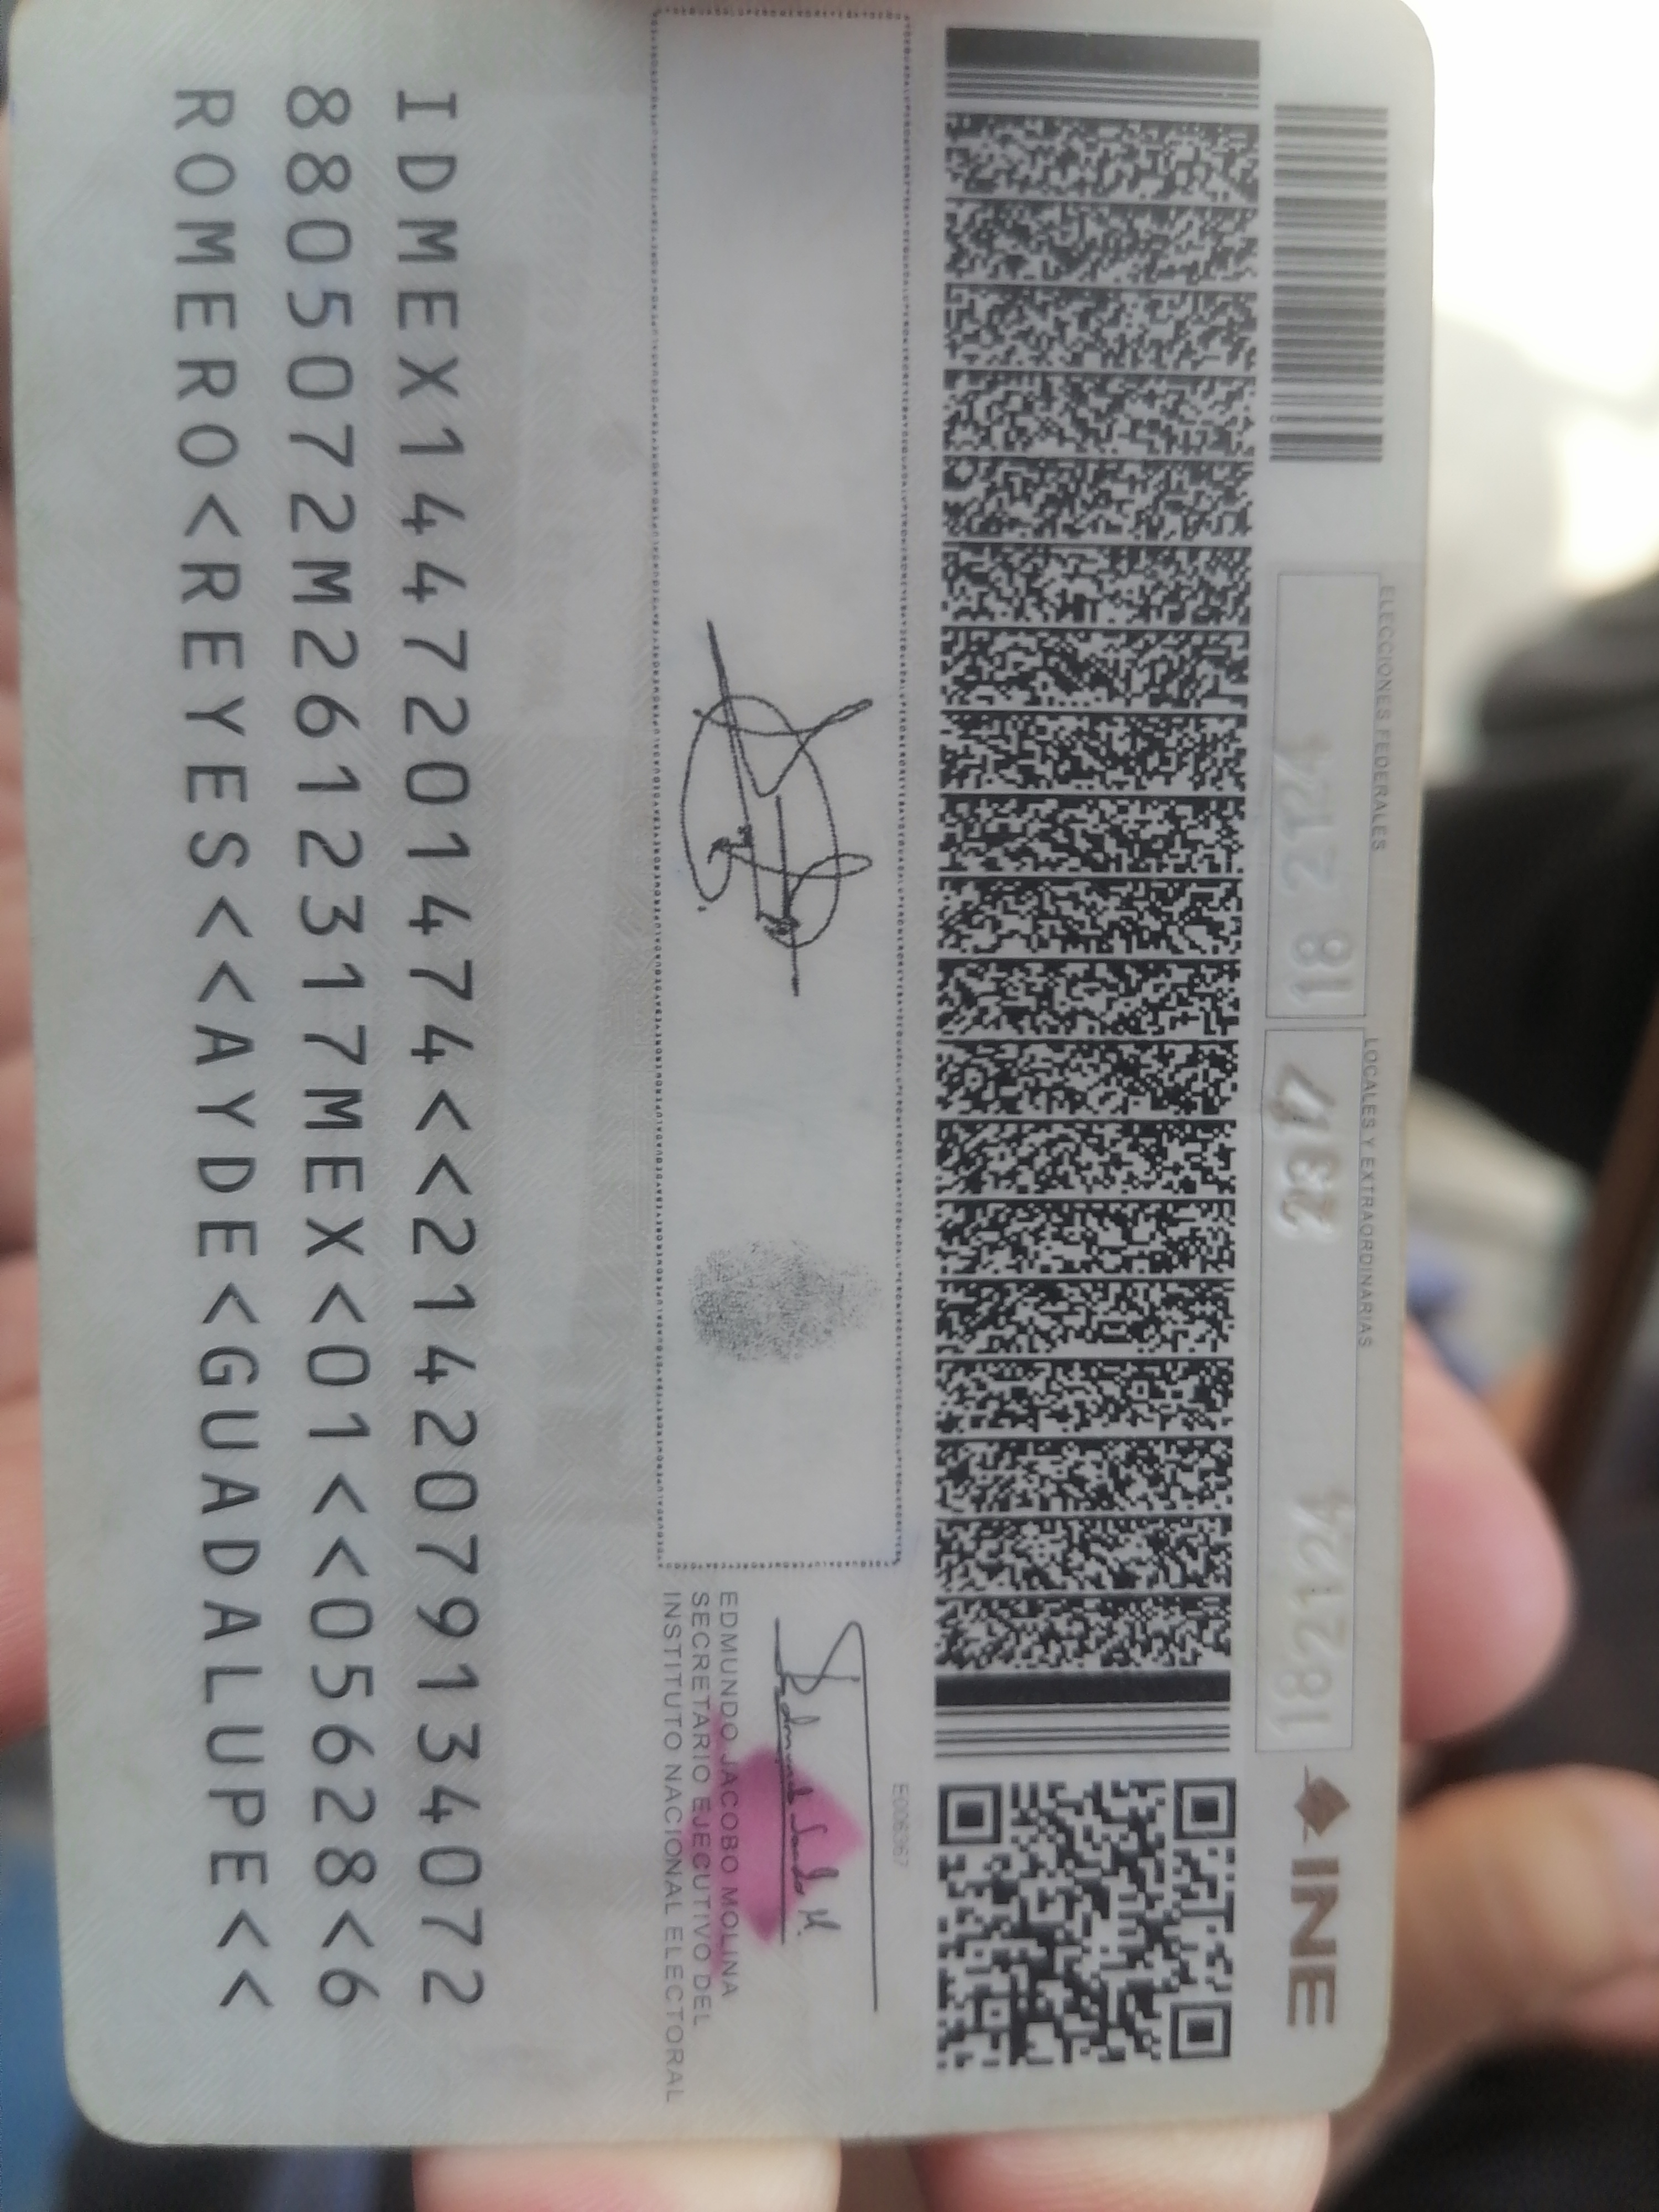 ELECCIONES FEDERALES
LOCALES Y EXTRAORDINARIAS
INE
EDMUNDO JACOBO MOLINA
SECRETARIO EJECUTIVO DEL
INSTITUTO NACIONAL ELECTORAL
IDMEX1447201474<<2142079134072
8805072M2612317MEX<01<<05628<6
ROMERO<REYES<<AYDE<GUADALUPE<<